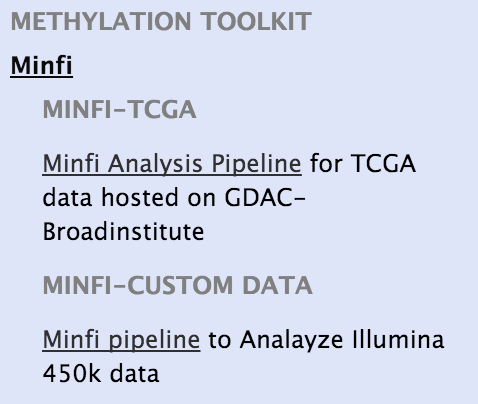 METHYLATION TOOLKIT
Minfi
MINFI-TCGA
Minfi Analysis Pipeline for TCGA
data hosted on GDAC-
Broadinstitute
MINFI-CUSTOM DATA
Minfi pipeline to Analayze Illumina
450k data